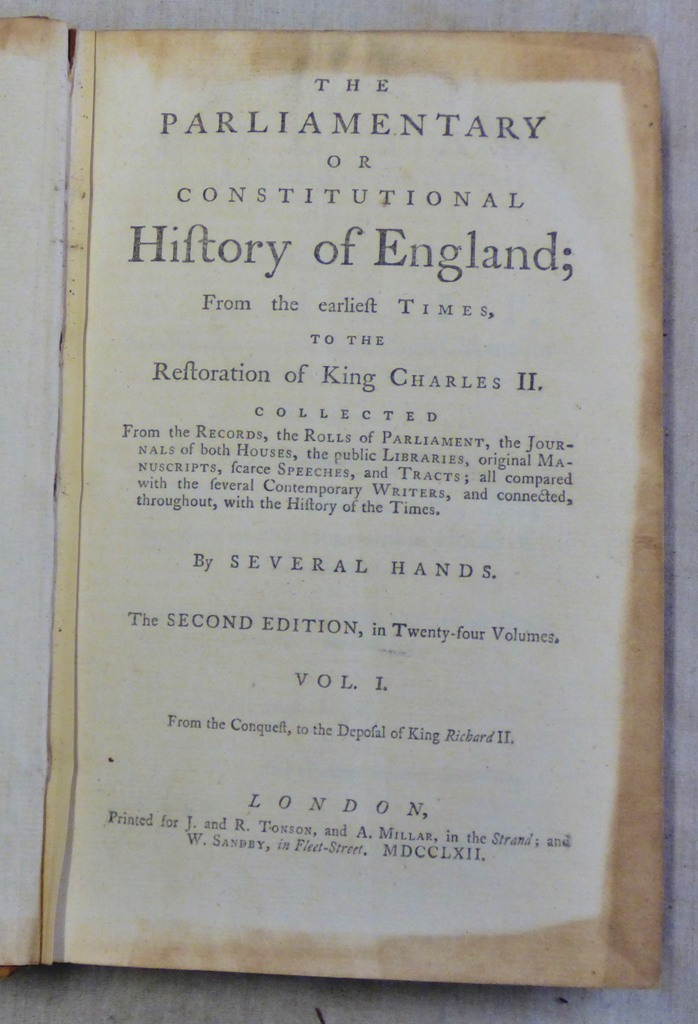 THE
PARLIAMENTARY
OR
CONSTITUTIONAL
Hiſtory of England;
From the earlieſt TIMES,
TO THE
Reſtoration of King CHARLES II.
COLLECTED
From the RECORDS, the ROLLS of PARLIAMENT, the JOUR-
NALS of both HOUSES, the public LIBRARIES, original MA-
NUSCRIPTS, ſcarce SPEECHES, and TRACTS; all compared
with the ſeveral Contemporary WRITERS, and connected,
throughout, with the Hiſtory of the Times.
By SEVERAL HANDS.
The SECOND EDITION, in Twenty-four Volumes.
VOL. I.
From the Conqueſt, to the Depoſal of King Richard II.
LONDON,
Printed for J. and R. TONSON, and A. MILLAR, in the Strand; and
W. SANDBY, in Fleet-Street. MDCCLXII.